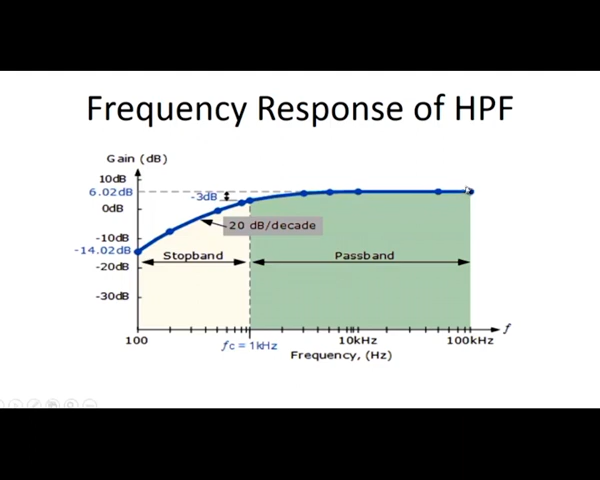 Frequency Response of HPF
Gain (dB)
10dB
6.02dB
-3dB
0dB
20 dB/decade
-10dB
-14.02dB
Stopband
Passband
-20dB
-30dB
100
fc = 1kHz
10kHz
100kHz
f
Frequency, (Hz)